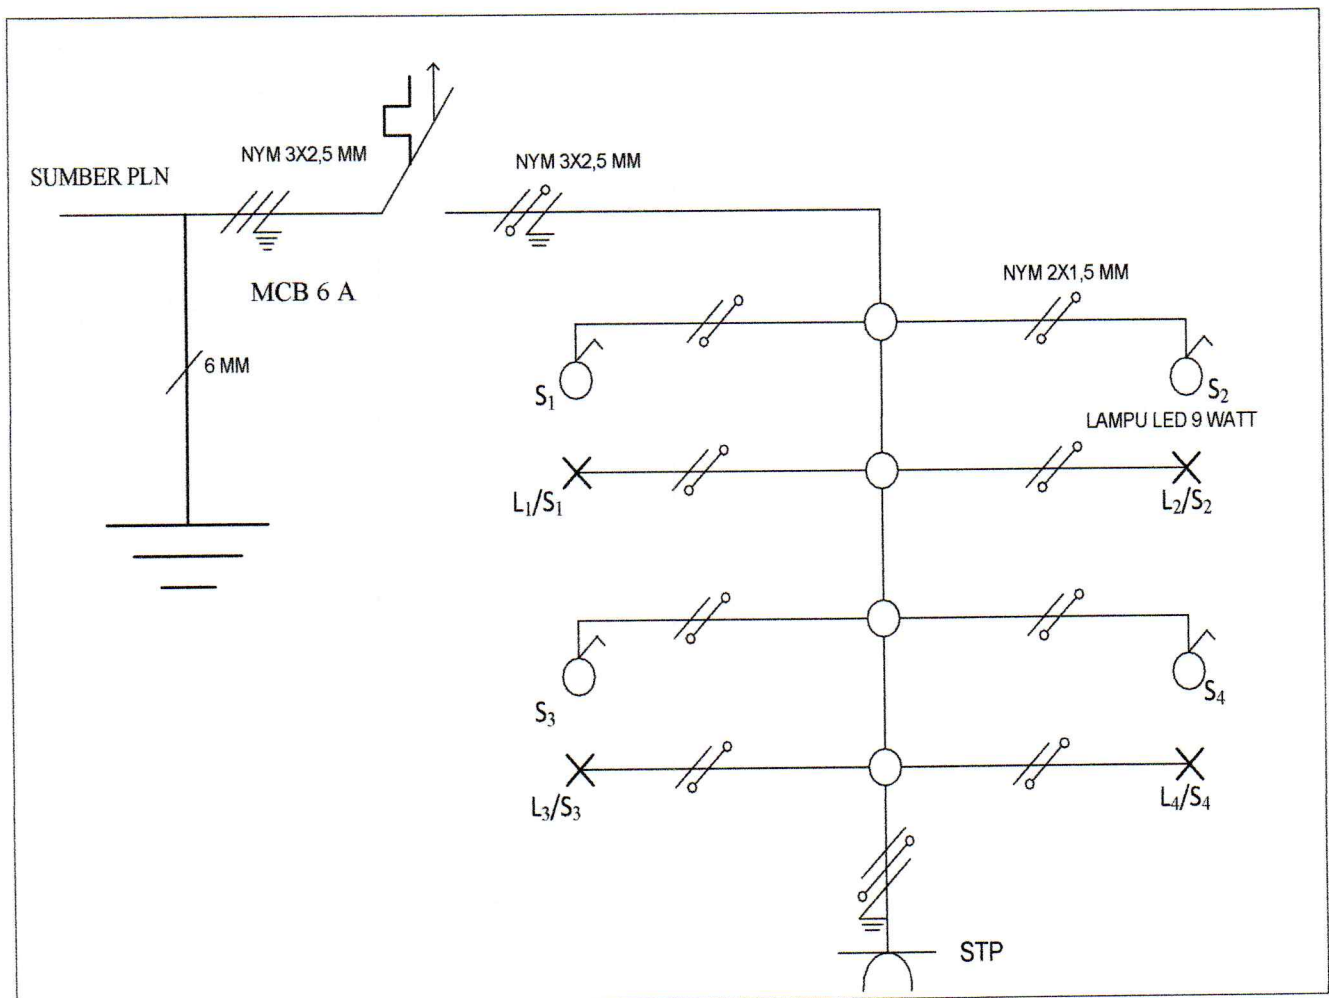 NYM 3X2,5 MM
NYM 3X2,5 MM
SUMBER PLN
MCB 6 A
NYM 2X1,5 MM
6 MM
S₁
S₂
LAMPU LED 9 WATT
L₁/S₁
L₂/S₂
S₃
S₄
L₃/S₃
L₄/S₄
STP